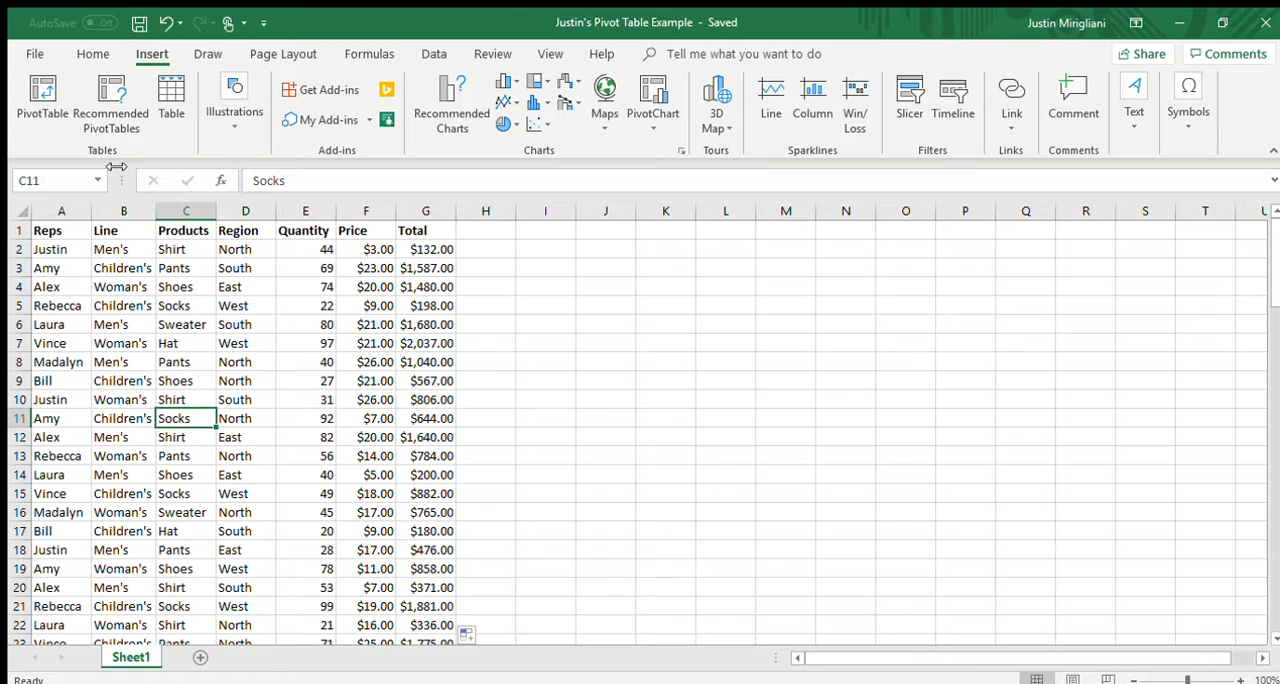 AutoSave Off Justin's Pivot Table Example - Saved Justin Mirigliani
File Home Insert Draw Page Layout Formulas Data Review View Help Tell me what you want to do Share Comments
PivotTable Recommended PivotTables Table Illustrations Get Add-ins My Add-ins Recommended Charts Maps PivotChart 3D Map Line Column Win/Loss Slicer Timeline Link Comment Text Symbols
Tables Add-ins Charts Tours Sparklines Filters Links Comments
C11 fx Socks
A B C D E F G H I J K L M N O P Q R S T U
1 Reps Line Products Region Quantity Price Total
2 Justin Men's Shirt North 44 $3.00 $132.00
3 Amy Children's Pants South 69 $23.00 $1,587.00
4 Alex Woman's Shoes East 74 $20.00 $1,480.00
5 Rebecca Children's Socks West 22 $9.00 $198.00
6 Laura Men's Sweater South 80 $21.00 $1,680.00
7 Vince Woman's Hat West 97 $21.00 $2,037.00
8 Madalyn Men's Pants North 40 $26.00 $1,040.00
9 Bill Children's Shoes North 27 $21.00 $567.00
10 Justin Woman's Shirt South 31 $26.00 $806.00
11 Amy Children's Socks North 92 $7.00 $644.00
12 Alex Men's Shirt East 82 $20.00 $1,640.00
13 Rebecca Woman's Pants North 56 $14.00 $784.00
14 Laura Men's Shoes East 40 $5.00 $200.00
15 Vince Children's Socks West 49 $18.00 $882.00
16 Madalyn Woman's Sweater North 45 $17.00 $765.00
17 Bill Children's Hat South 20 $9.00 $180.00
18 Justin Men's Pants East 28 $17.00 $476.00
19 Amy Woman's Shoes West 78 $11.00 $858.00
20 Alex Men's Shirt South 53 $7.00 $371.00
21 Rebecca Children's Socks West 99 $19.00 $1,881.00
22 Laura Woman's Shirt North 21 $16.00 $336.00
23 Vince Children's Pants North 71 $25.00 $1,775.00
Sheet1
Ready 100%